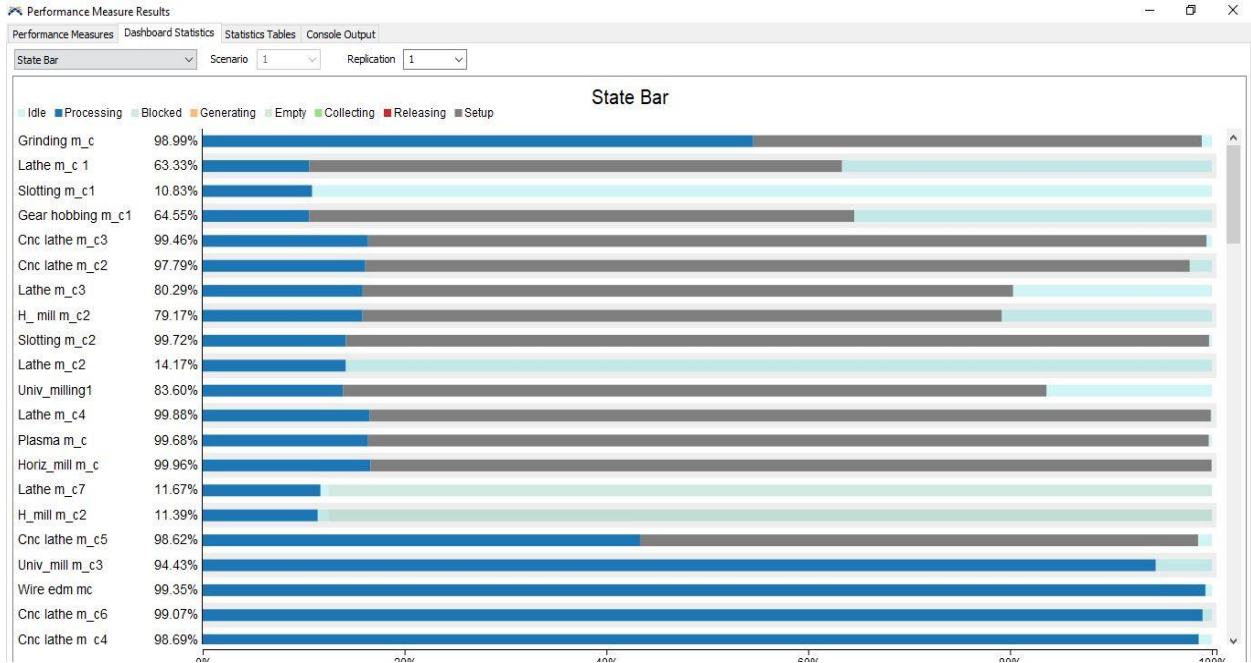 Performance Measure Results
Performance Measures Dashboard Statistics Statistics Tables Console Output
State Bar Scenario 1 Replication 1
State Bar
Idle Processing Blocked Generating Empty Collecting Releasing Setup
Grinding m_c 98.99%
Lathe m_c 1 63.33%
Slotting m_c1 10.83%
Gear hobbing m_c1 64.55%
Cnc lathe m_c3 99.46%
Cnc lathe m_c2 97.79%
Lathe m_c3 80.29%
H_ mill m_c2 79.17%
Slotting m_c2 99.72%
Lathe m_c2 14.17%
Univ_milling1 83.60%
Lathe m_c4 99.88%
Plasma m_c 99.68%
Horiz_mill m_c 99.96%
Lathe m_c7 11.67%
H_mill m_c2 11.39%
Cnc lathe m_c5 98.62%
Univ_mill m_c3 94.43%
Wire edm mc 99.35%
Cnc lathe m_c6 99.07%
Cnc lathe m_c4 98.69%
0% 20% 40% 60% 80% 100%